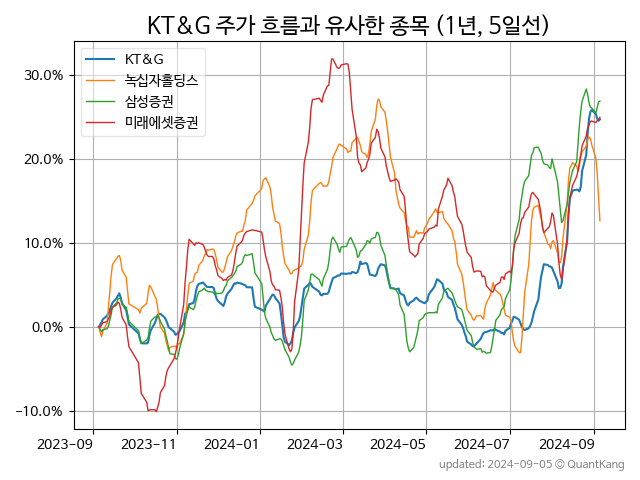 KT&G 주가 흐름과 유사한 종목 (1년, 5일선)
KT&G
녹십자홀딩스
삼성증권
미래에셋증권
30.0%
20.0%
10.0%
0.0%
−10.0%
2023-09 2023-11 2024-01 2024-03 2024-05 2024-07 2024-09
updated: 2024-09-05 © QuantKang